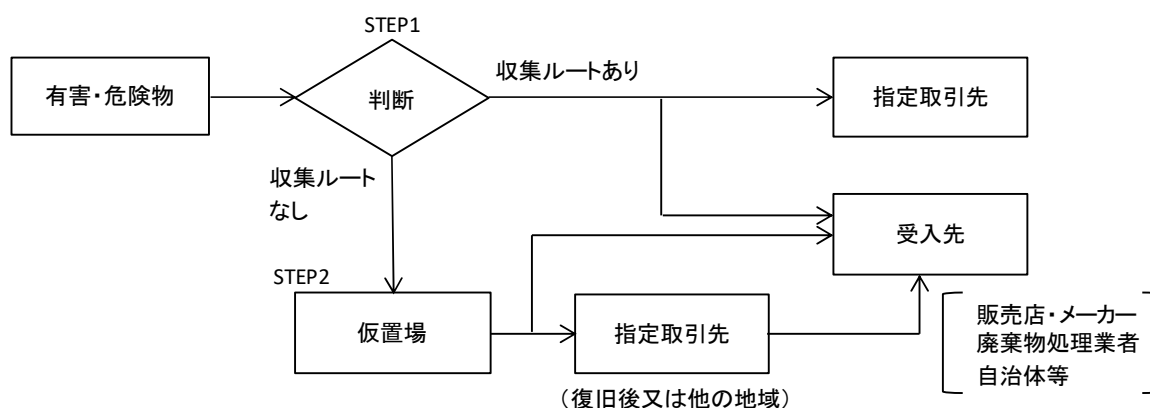 STEP1
有害・危険物
判断
収集ルートあり
指定取引先
収集ルート
なし
受入先
STEP2
仮置場
指定取引先
（復旧後又は他の地域）
販売店・メーカー
廃棄物処理業者
自治体等